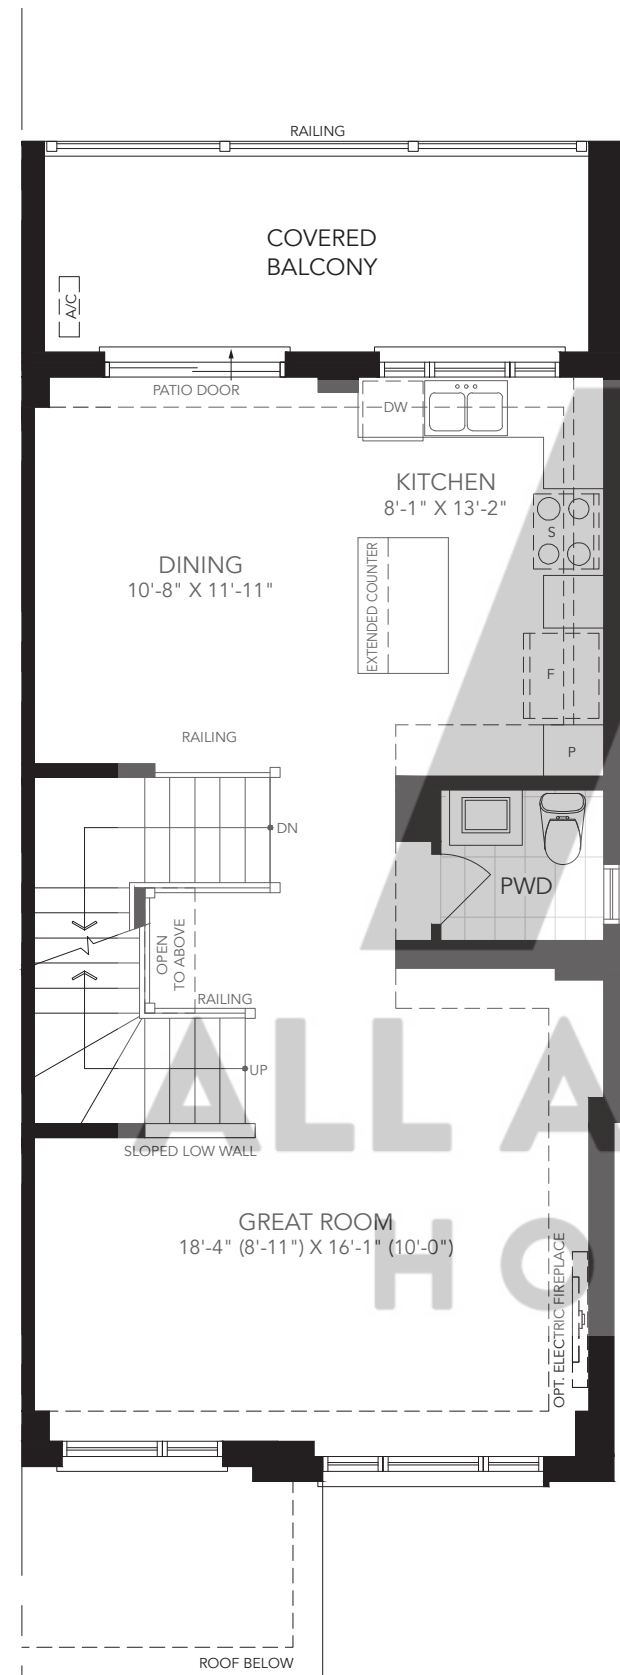 RAILING
COVERED
BALCONY
A/C
PATIO DOOR
DW
KITCHEN
8'-1" X 13'-2"
S
DINING
10'-8" X 11'-11"
EXTENDED COUNTER
F
RAILING
P
DN
PWD
OPEN
TO ABOVE
RAILING
UP
ALL A
SLOPED LOW WALL
GREAT ROOM
18'-4" (8'-11") X 16'-1" (10'-0")
HO
OPT. ELECTRIC FIREPLACE
ROOF BELOW